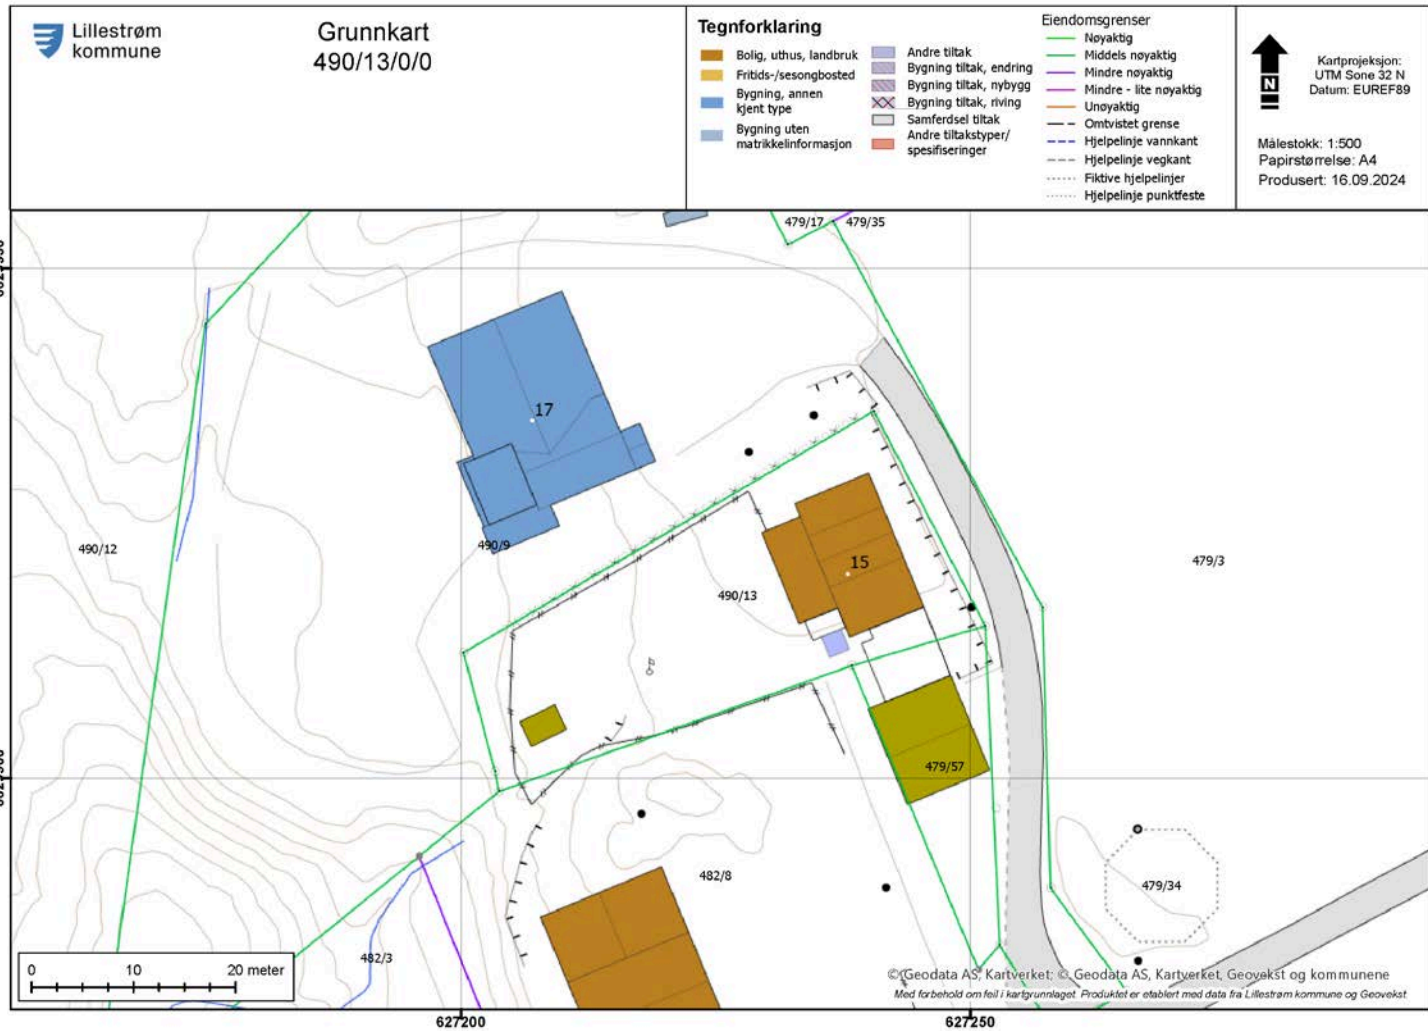 Lillestrøm
kommune
Grunnkart
490/13/0/0
Tegnforklaring
Bolig, uthus, landbruk
Fritids-/sesongbosted
Bygning, annen
kjent type
Bygning uten
matrikkelinformasjon
Andre tiltak
Bygning tiltak, endring
Bygning tiltak, nybygg
Bygning tiltak, riving
Samferdsel tiltak
Andre tiltakstyper/
spesifiseringer
Eiendomsgrenser
Nøyaktig
Middels nøyaktig
Mindre nøyaktig
Mindre - lite nøyaktig
Unøyaktig
Omtvistet grense
Hjelpelinje vannkant
Hjelpelinje vegkant
Fiktive hjelpelinjer
Hjelpelinje punktfeste
N
Kartprojeksjon:
UTM Sone 32 N
Datum: EUREF89
Målestokk: 1:500
Papirstørrelse: A4
Produsert: 16.09.2024
479/17
479/35
17
490/12
490/9
15
479/3
490/13
479/57
482/8
479/34
482/3
0 10 20 meter
© Geodata AS, Kartverket; © Geodata AS, Kartverket, Geovekst og kommunene
Med forbehold om feil i kartgrunnlaget. Produktet er etablert med data fra Lillestrøm kommune og Geovekst
627200
627250